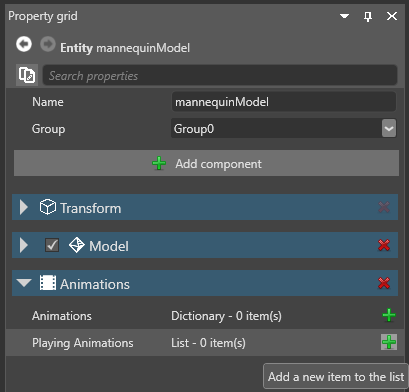 Property grid
Entity mannequinModel
Search properties
Name mannequinModel
Group Group0
Add component
Transform
Model
Animations
Animations Dictionary - 0 item(s)
Playing Animations List - 0 item(s)
Add a new item to the list